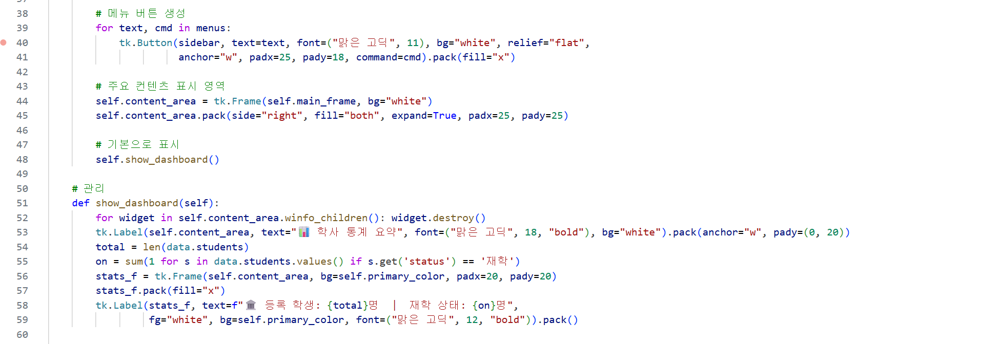 38 # 메뉴 버튼 생성
39 for text, cmd in menus:
40 tk.Button(sidebar, text=text, font=("맑은 고딕", 11), bg="white", relief="flat",
41 anchor="w", padx=25, pady=18, command=cmd).pack(fill="x")
42
43 # 주요 컨텐츠 표시 영역
44 self.content_area = tk.Frame(self.main_frame, bg="white")
45 self.content_area.pack(side="right", fill="both", expand=True, padx=25, pady=25)
46
47 # 기본으로 표시
48 self.show_dashboard()
49
50 # 관리
51 def show_dashboard(self):
52 for widget in self.content_area.winfo_children(): widget.destroy()
53 tk.Label(self.content_area, text="📊 학사 통계 요약", font=("맑은 고딕", 18, "bold"), bg="white").pack(anchor="w", pady=(0, 20))
54 total = len(data.students)
55 on = sum(1 for s in data.students.values() if s.get('status') == '재학')
56 stats_f = tk.Frame(self.content_area, bg=self.primary_color, padx=20, pady=20)
57 stats_f.pack(fill="x")
58 tk.Label(stats_f, text=f"🏛️ 등록 학생: {total}명 | 재학 상태: {on}명",
59 fg="white", bg=self.primary_color, font=("맑은 고딕", 12, "bold")).pack()
60